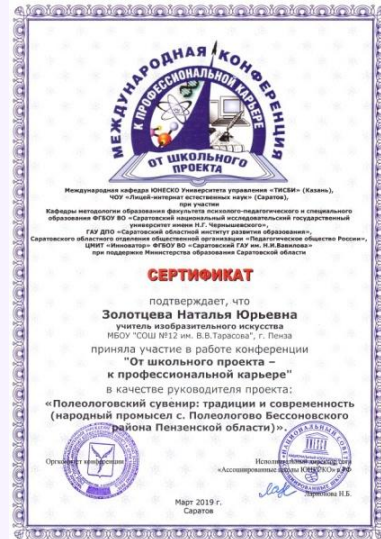 МЕЖДУНАРОДНАЯ КОНФЕРЕНЦИЯ
К ПРОФЕССИОНАЛЬНОЙ КАРЬЕРЕ
ОТ ШКОЛЬНОГО
ПРОЕКТА
Международная кафедра ЮНЕСКО Университета управления «ТИСБИ» (Казань),
ЧОУ «Лицей-интернат естественных наук» (Саратов),
при участии
Кафедры методологии образования факультета психолого-педагогического и специального
образования ФГБОУ ВО «Саратовский национальный исследовательский государственный
университет имени Н.Г. Чернышевского»,
ГАУ ДПО «Саратовский областной институт развития образования»,
Саратовского областного отделения общественной организации «Педагогическое общество России»,
ЦМИТ «Инноватор» ФГБОУ ВО «Саратовский ГАУ им. Н.И.Вавилова»
при поддержке Министерства образования Саратовской области
СЕРТИФИКАТ
подтверждает, что
Золотцева Наталья Юрьевна
учитель изобразительного искусства
МБОУ "СОШ №12 им. В.В.Тарасова", г. Пенза
приняла участие в работе конференции
"От школьного проекта –
к профессиональной карьере"
в качестве руководителя проекта:
«Полеологовский сувенир: традиции и современность
(народный промысел с. Полеологово Бессоновского
района Пензенской области)».
Оргкомитет конференции
Исполнительный директор сети
«Ассоциированные школы ЮНЕСКО» в РФ
Ларионова Н.Б.
Март 2019 г.
Саратов